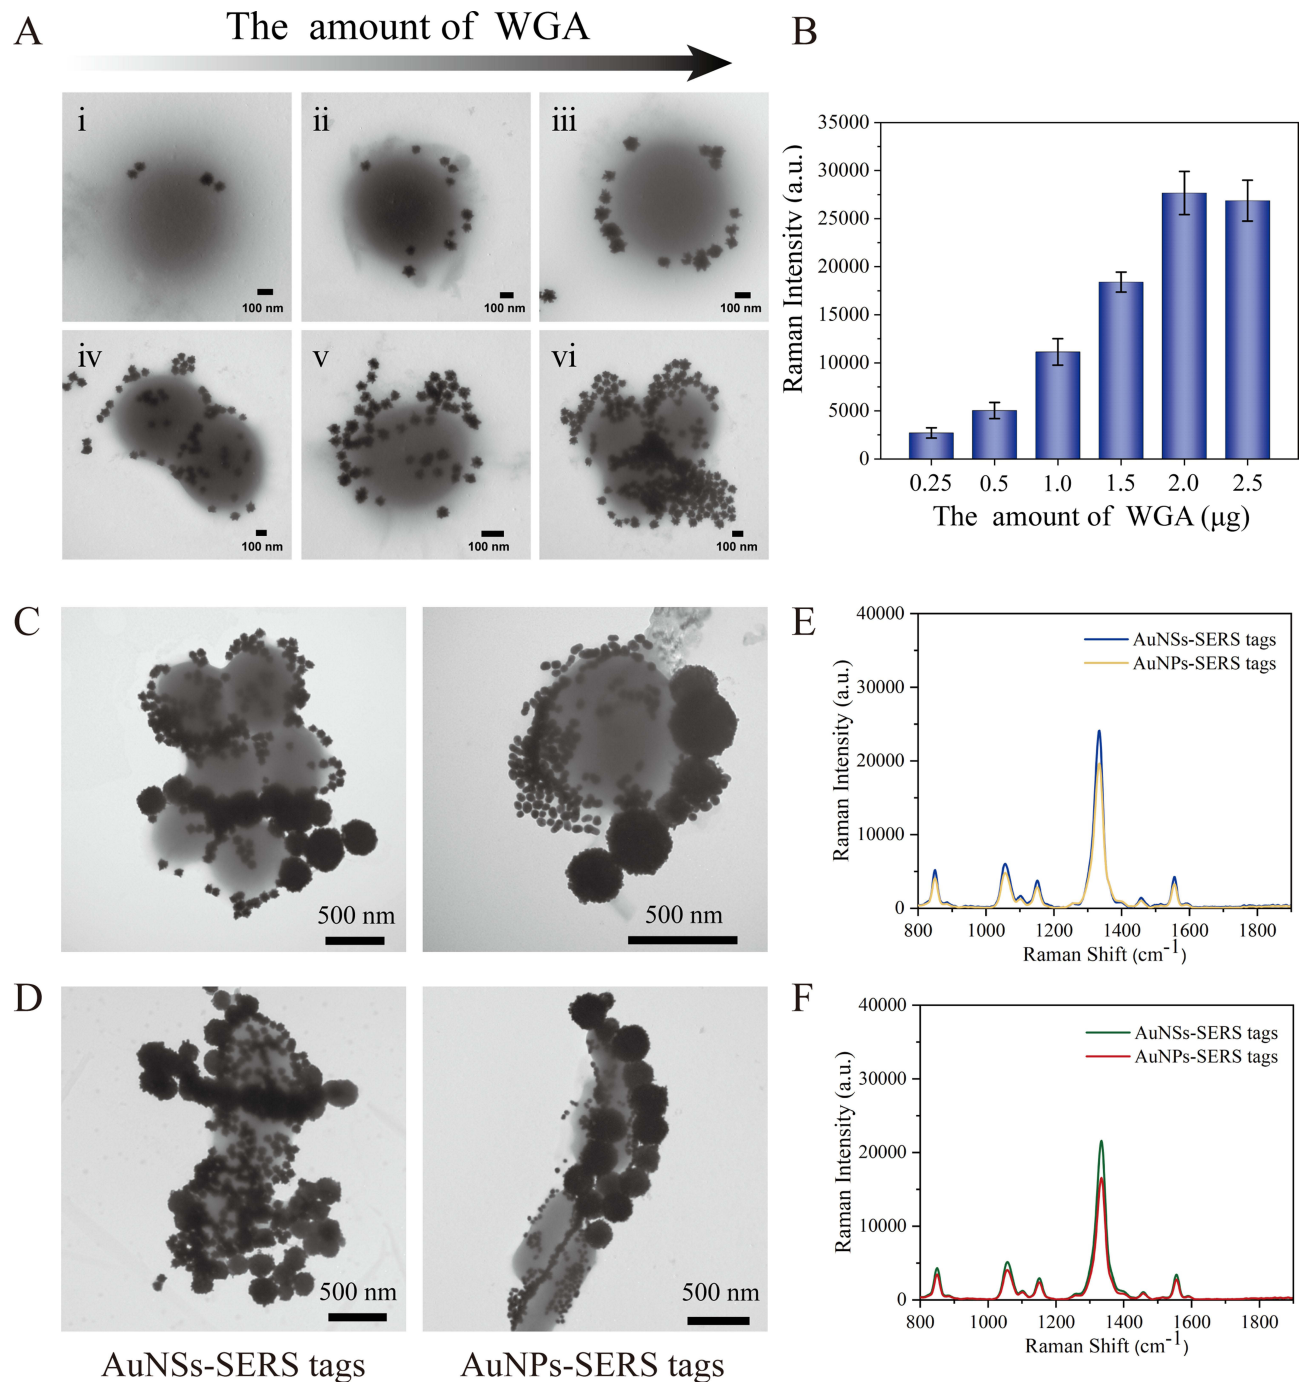 A
The amount of WGA
i
ii
iii
100 nm
100 nm
100 nm
iv
v
vi
100 nm
100 nm
100 nm
B
Raman Intensity (a.u.)
35000
30000
25000
20000
15000
10000
5000
0
0.25 0.5 1.0 1.5 2.0 2.5
The amount of WGA (μg)
C
500 nm
500 nm
D
500 nm
500 nm
AuNSs-SERS tags
AuNPs-SERS tags
E
Raman Intensity (a.u.)
40000
30000
20000
10000
0
AuNSs-SERS tags
AuNPs-SERS tags
800 1000 1200 1400 1600 1800
Raman Shift (cm-1)
F
Raman Intensity (a.u.)
40000
30000
20000
10000
0
AuNSs-SERS tags
AuNPs-SERS tags
800 1000 1200 1400 1600 1800
Raman Shift (cm-1)